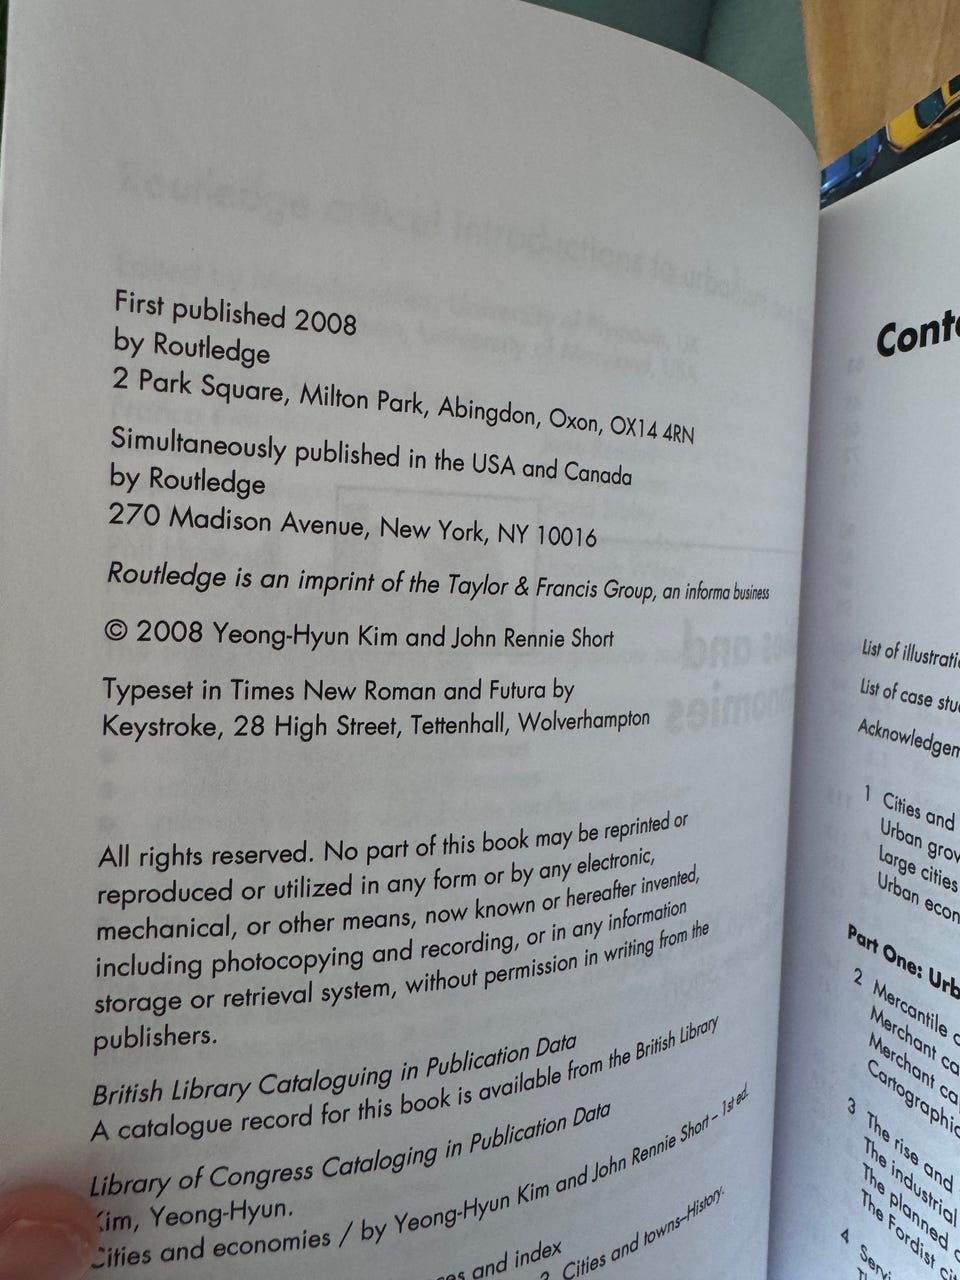 First published 2008
by Routledge
2 Park Square, Milton Park, Abingdon, Oxon, OX14 4RN
Simultaneously published in the USA and Canada
by Routledge
270 Madison Avenue, New York, NY 10016
Routledge is an imprint of the Taylor & Francis Group, an informa business
© 2008 Yeong-Hyun Kim and John Rennie Short
Typeset in Times New Roman and Futura by
Keystroke, 28 High Street, Tettenhall, Wolverhampton
All rights reserved. No part of this book may be reprinted or
reproduced or utilized in any form or by any electronic,
mechanical, or other means, now known or hereafter invented,
including photocopying and recording, or in any information
storage or retrieval system, without permission in writing from the
publishers.
British Library Cataloguing in Publication Data
A catalogue record for this book is available from the British Library
Library of Congress Cataloging in Publication Data
Kim, Yeong-Hyun.
Cities and economies / by Yeong-Hyun Kim and John Rennie Short – 1st ed.
and index
2. Cities and towns–History.
Conte
List of illustrati
List of case stu
Acknowledgem
1 Cities and
Urban grow
Large cities
Urban econ
Part One: Urb
2 Mercantile c
Merchant ca
Merchant ca
Cartographic
3 The rise and
The industrial
The planned c
The Fordist cit
4 Servi